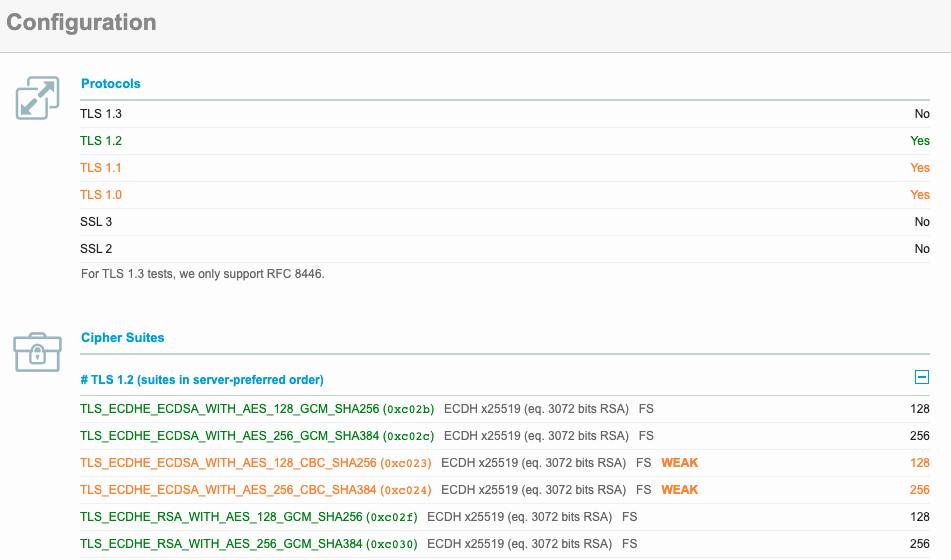 Configuration
Protocols
TLS 1.3 No
TLS 1.2 Yes
TLS 1.1 Yes
TLS 1.0 Yes
SSL 3 No
SSL 2 No
For TLS 1.3 tests, we only support RFC 8446.
Cipher Suites
# TLS 1.2 (suites in server-preferred order)
TLS_ECDHE_ECDSA_WITH_AES_128_GCM_SHA256 (0xc02b) ECDH x25519 (eq. 3072 bits RSA) FS 128
TLS_ECDHE_ECDSA_WITH_AES_256_GCM_SHA384 (0xc02c) ECDH x25519 (eq. 3072 bits RSA) FS 256
TLS_ECDHE_ECDSA_WITH_AES_128_CBC_SHA256 (0xc023) ECDH x25519 (eq. 3072 bits RSA) FS WEAK 128
TLS_ECDHE_ECDSA_WITH_AES_256_CBC_SHA384 (0xc024) ECDH x25519 (eq. 3072 bits RSA) FS WEAK 256
TLS_ECDHE_RSA_WITH_AES_128_GCM_SHA256 (0xc02f) ECDH x25519 (eq. 3072 bits RSA) FS 128
TLS_ECDHE_RSA_WITH_AES_256_GCM_SHA384 (0xc030) ECDH x25519 (eq. 3072 bits RSA) FS 256